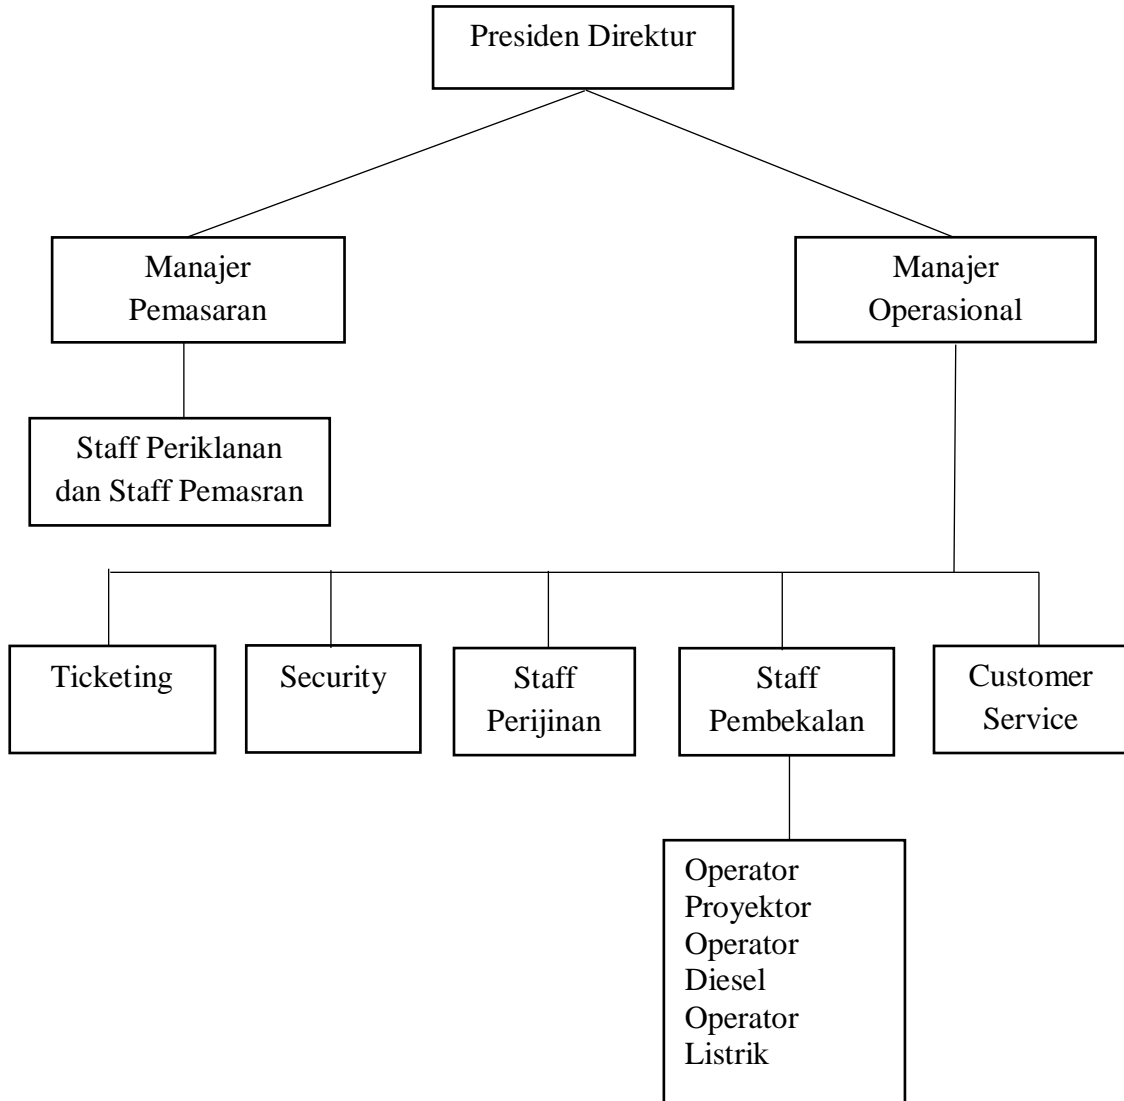 Presiden Direktur
Manajer
Pemasaran
Manajer
Operasional
Staff Periklanan
dan Staff Pemasran
Ticketing
Security
Staff
Perijinan
Staff
Pembekalan
Customer
Service
Operator
Proyektor
Operator
Diesel
Operator
Listrik